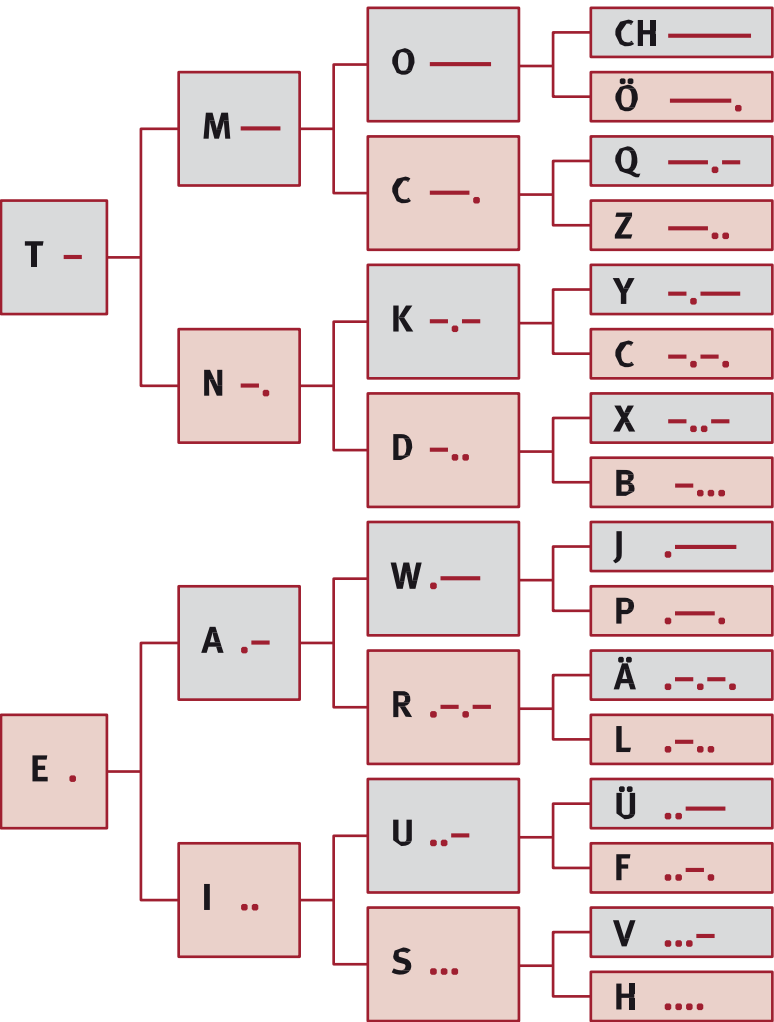 T –
E .
M ––
N –.
A .–
I ..
O –––
C ––.
K –.–
D –..
W .––
R .–.–
U ..–
S ...
CH ––––
Ö –––.
Q ––.–
Z ––..
Y –.––
C –.–.
X –..–
B –...
J .–––
P .––.
Ä .–.–.
L .–..
Ü ..––
F ..–.
V ...–
H ....